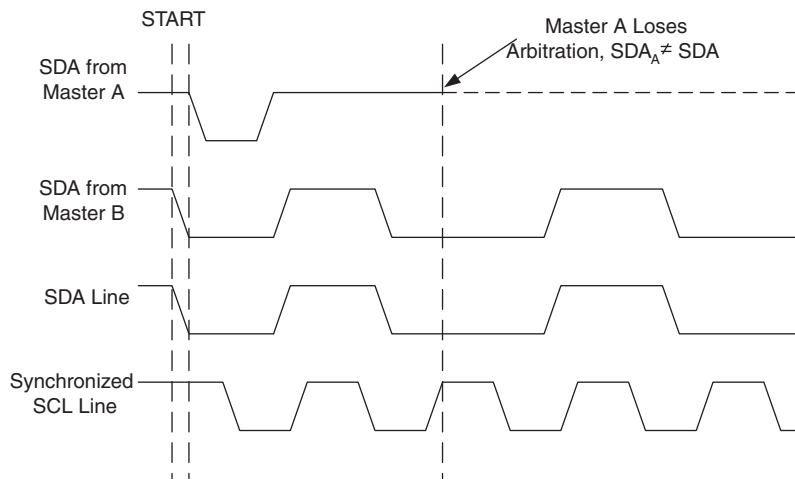 START
Master A Loses
Arbitration, SDAA ≠ SDA
SDA from
Master A
SDA from
Master B
SDA Line
Synchronized
SCL Line